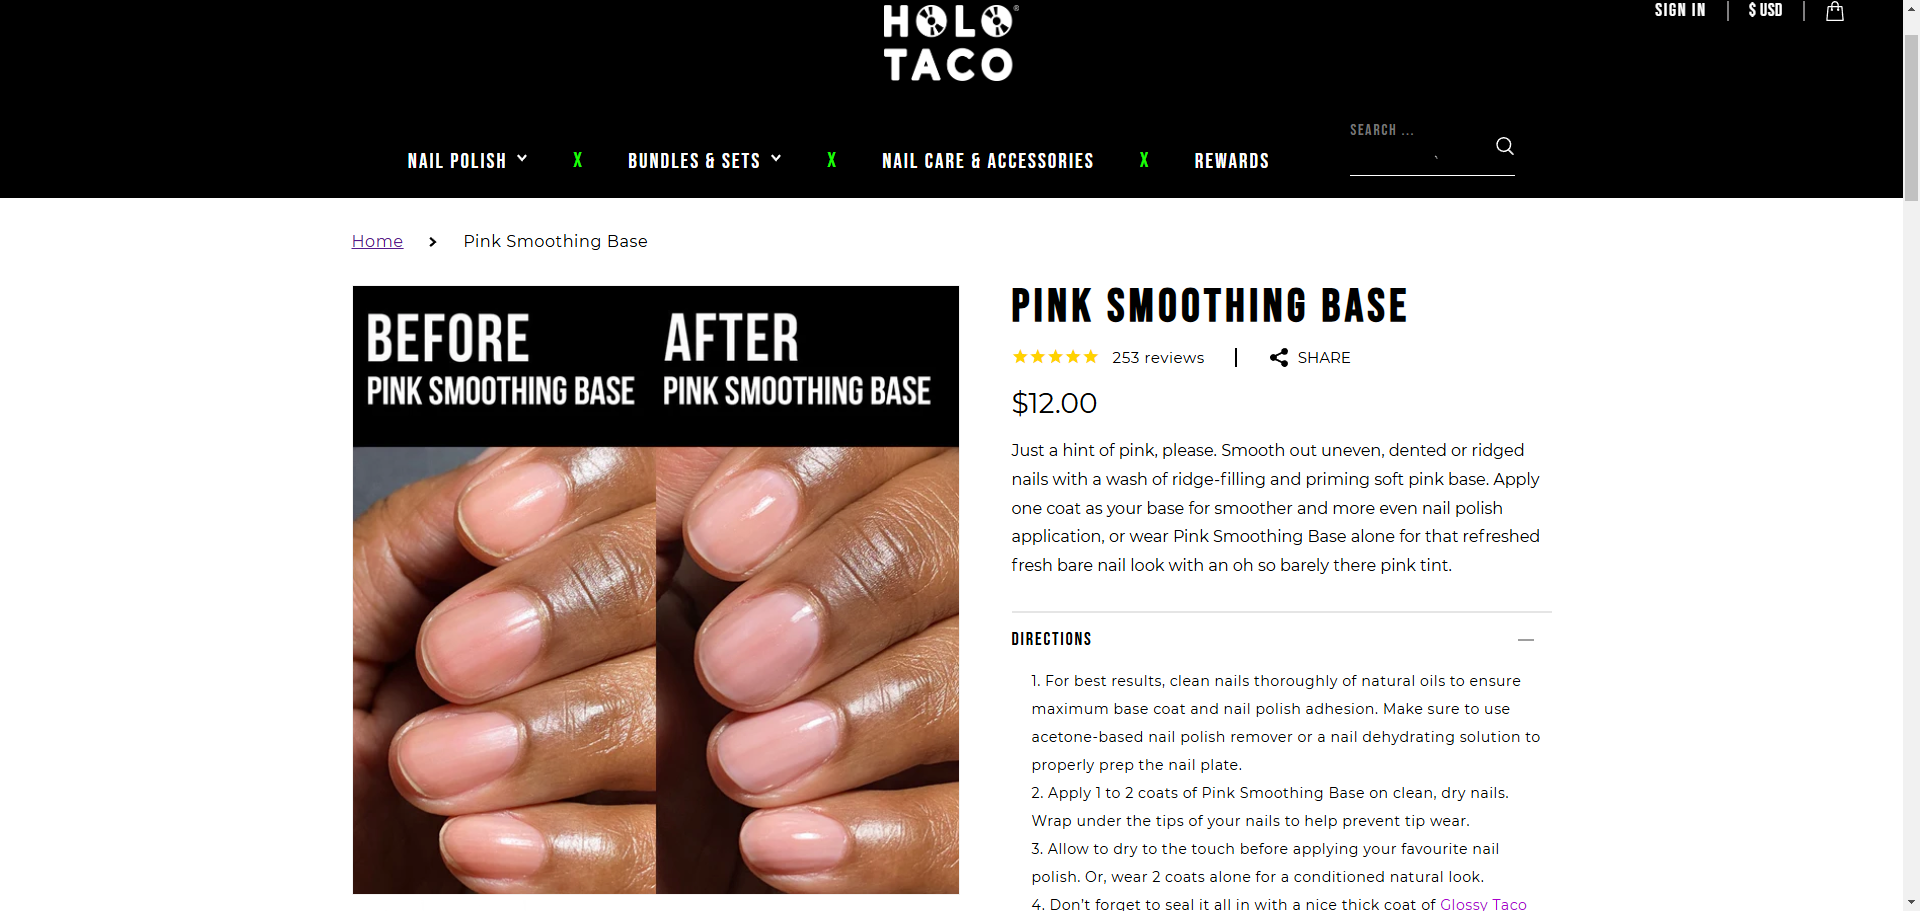 HOLO®
TACO
SIGN IN
$ USD
NAIL POLISH
X
BUNDLES & SETS
X
NAIL CARE & ACCESSORIES
X
REWARDS
SEARCH ...
Home
Pink Smoothing Base
BEFORE
PINK SMOOTHING BASE
AFTER
PINK SMOOTHING BASE
PINK SMOOTHING BASE
253 reviews
SHARE
$12.00
Just a hint of pink, please. Smooth out uneven, dented or ridged
nails with a wash of ridge-filling and priming soft pink base. Apply
one coat as your base for smoother and more even nail polish
application, or wear Pink Smoothing Base alone for that refreshed
fresh bare nail look with an oh so barely there pink tint.
DIRECTIONS
1. For best results, clean nails thoroughly of natural oils to ensure
maximum base coat and nail polish adhesion. Make sure to use
acetone-based nail polish remover or a nail dehydrating solution to
properly prep the nail plate.
2. Apply 1 to 2 coats of Pink Smoothing Base on clean, dry nails.
Wrap under the tips of your nails to help prevent tip wear.
3. Allow to dry to the touch before applying your favourite nail
polish. Or, wear 2 coats alone for a conditioned natural look.
4. Don’t forget to seal it all in with a nice thick coat of Glossy Taco